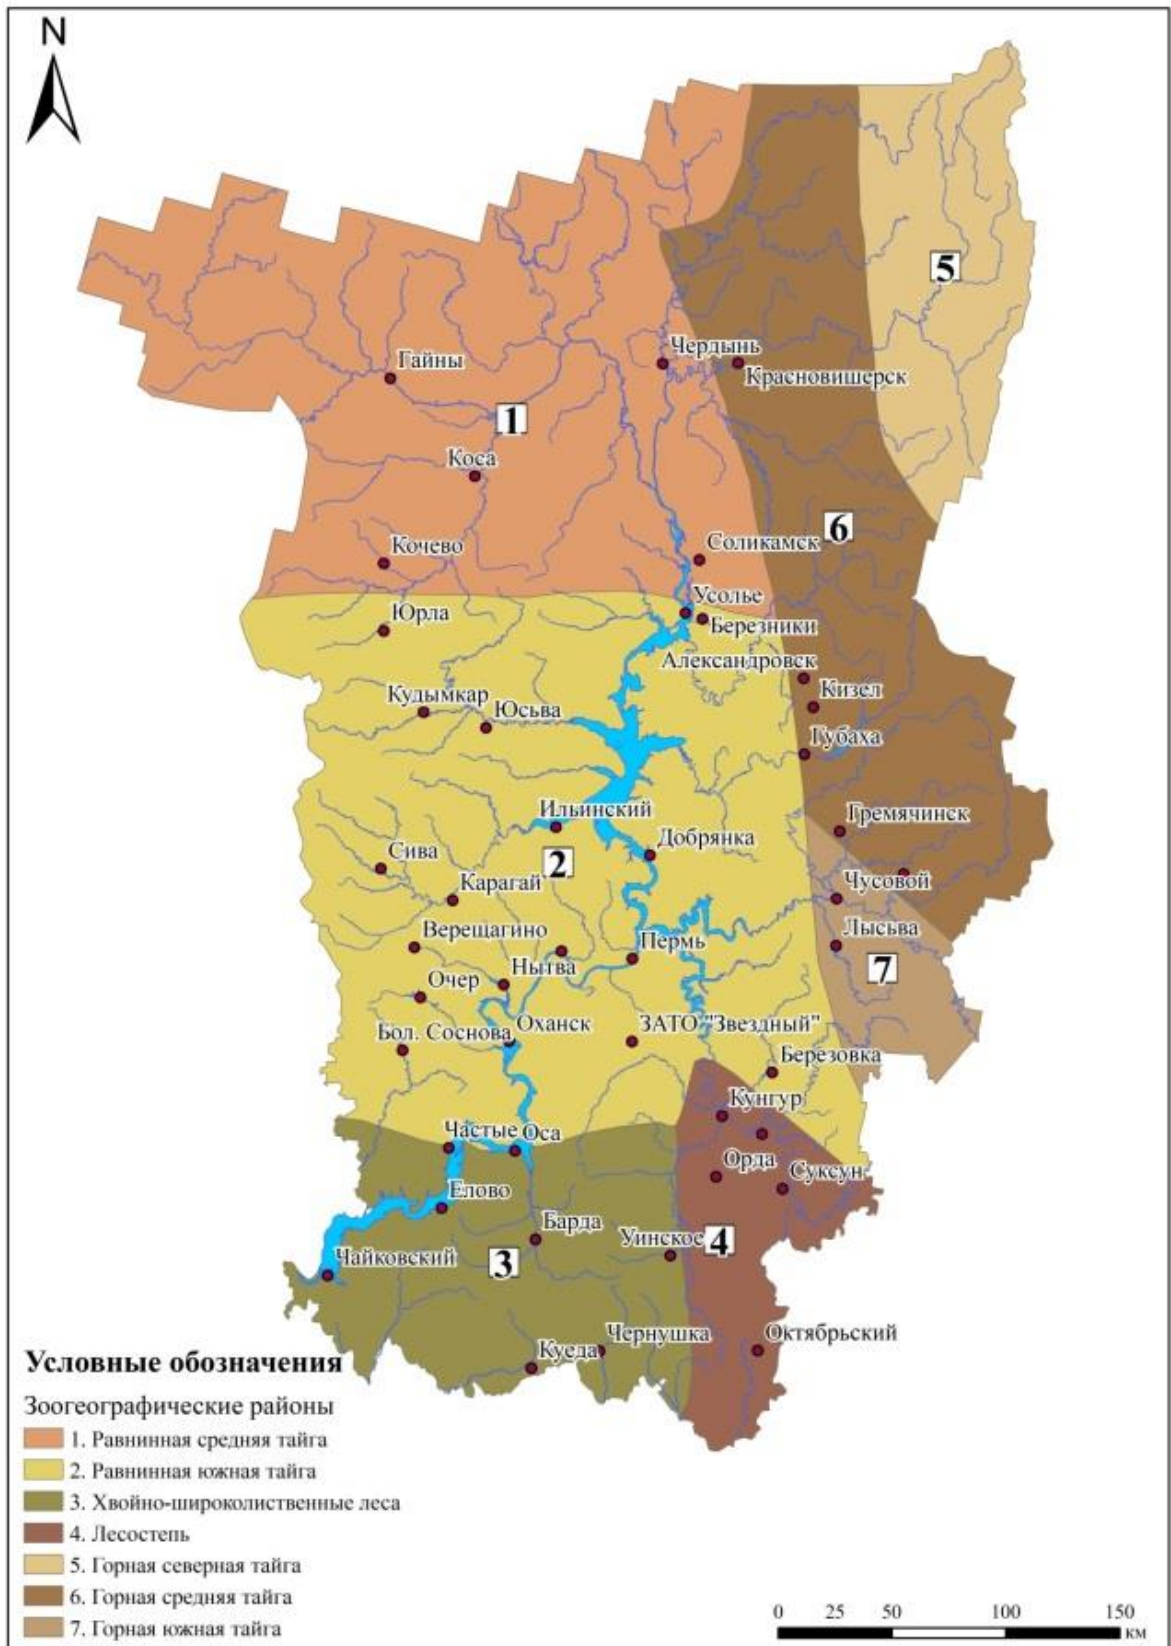 N
5
Чердынь
Гайны
Красновишерск
1
Коса
6
Соликамск
Кочево
Усолье
Юрла
Березники
Александровск
Кизел
Кудымкар
Юсьва
Губаха
Ильинский
Гремячинск
Добрянка
Сива
2
Карагай
Чусовой
Верещагино
Лысьва
Пермь
Нытва
7
Очер
Оханск
ЗАТО "Звездный"
Бол. Соснова
Березовка
Кунгур
Частые
Оса
Орда
Суксун
Елово
Барда
Уинское
4
Чайковский
3
Чернушка
Октябрьский
Куеда
Условные обозначения
Зоогеографические районы
1. Равнинная средняя тайга
2. Равнинная южная тайга
3. Хвойно-широколиственные леса
4. Лесостепь
5. Горная северная тайга
6. Горная средняя тайга
7. Горная южная тайга
0 25 50 100 150
км